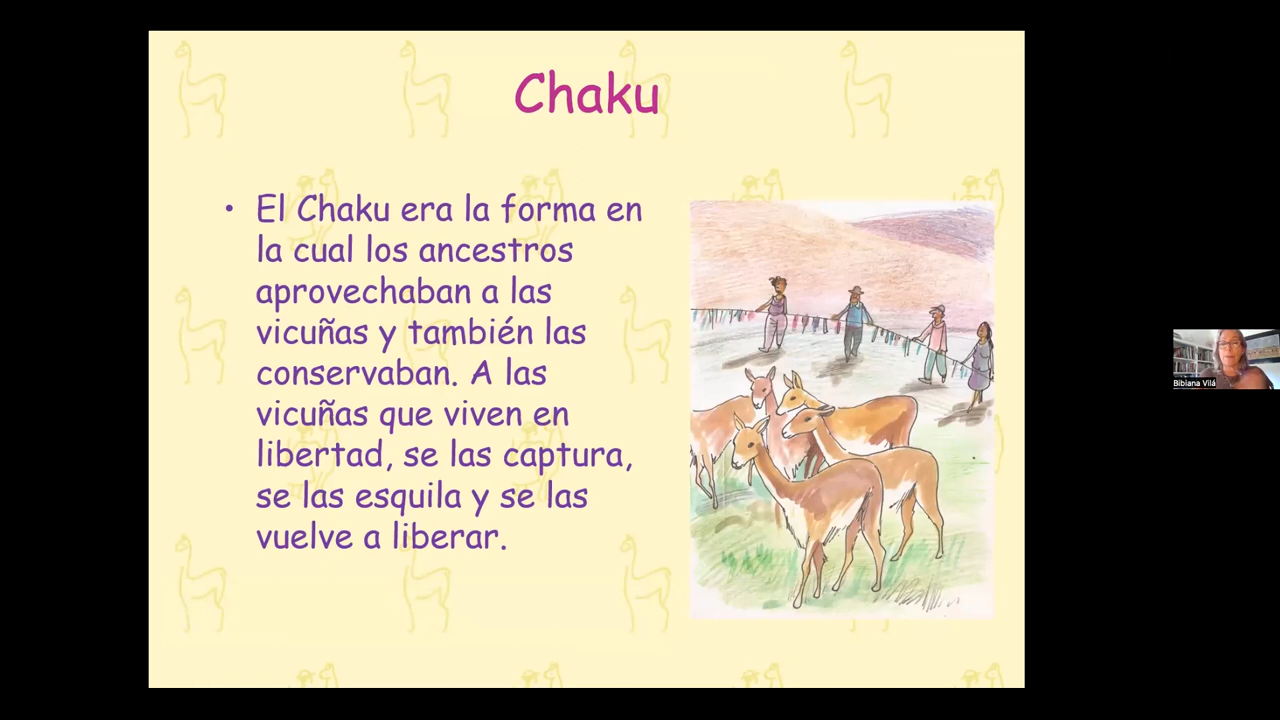 Chaku
• El Chaku era la forma en
la cual los ancestros
aprovechaban a las
vicuñas y también las
conservaban. A las
vicuñas que viven en
libertad, se las captura,
se las esquila y se las
vuelve a liberar.
Bibiana Vilá